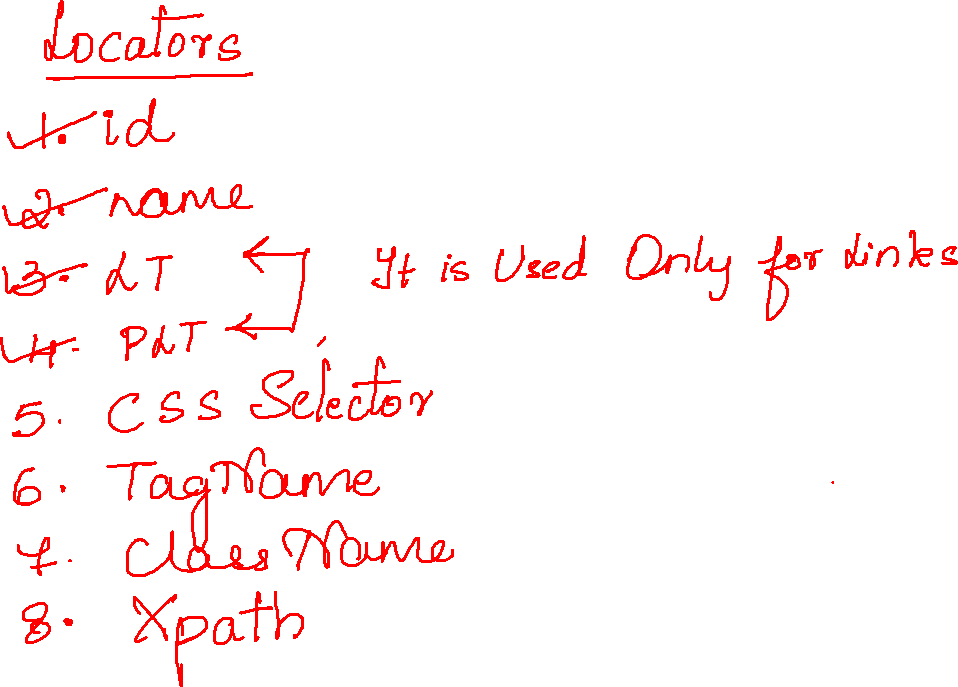 Locators
1. id
2. name
3. LT It is Used Only for Links
4. PLT
5. CSS Selector
6. TagName
7. ClassName
8. Xpath